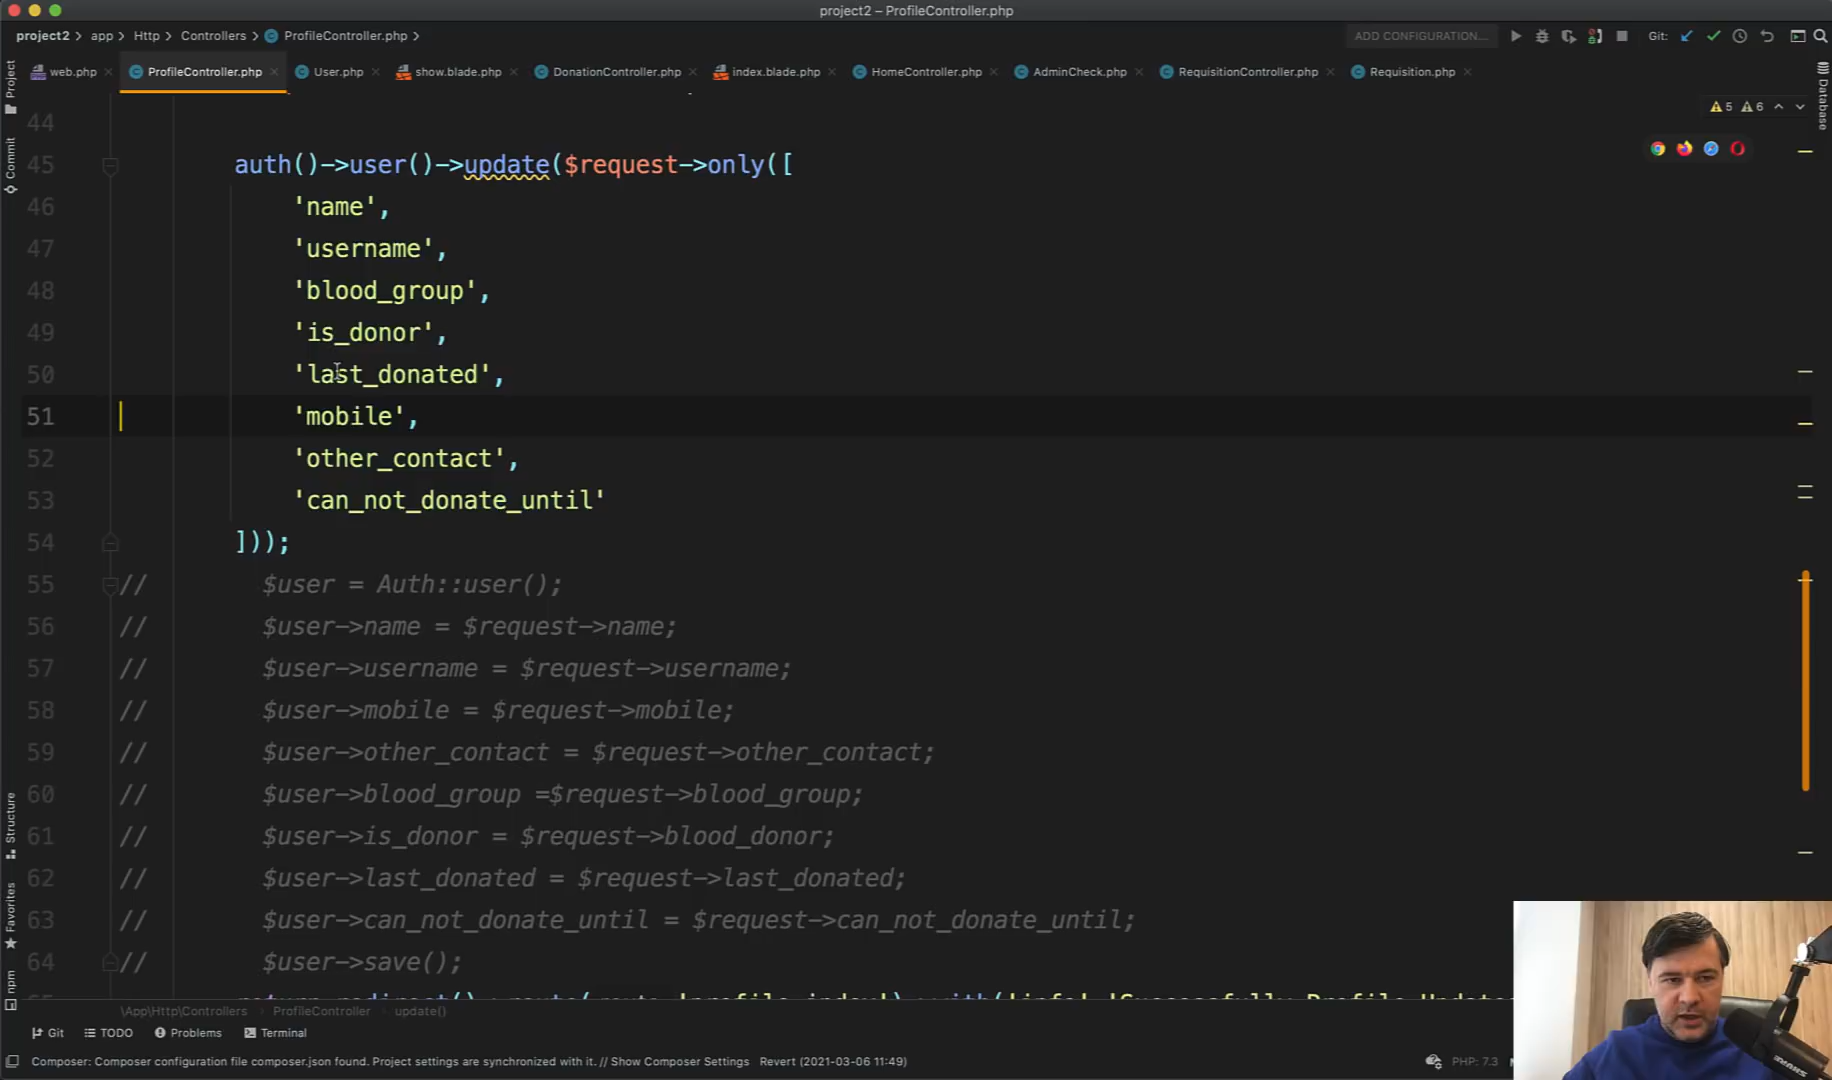 project2 – ProfileController.php
project2 > app > Http > Controllers > ProfileController.php >
ADD CONFIGURATION...
Git:
web.php
ProfileController.php
User.php
show.blade.php
DonationController.php
index.blade.php
HomeController.php
AdminCheck.php
RequisitionController.php
Requisition.php
Project
Commit
Structure
Favorites
npm
Database
5 6
44
45 auth()->user()->update($request->only([
46 'name',
47 'username',
48 'blood_group',
49 'is_donor',
50 'last_donated',
51 'mobile',
52 'other_contact',
53 'can_not_donate_until'
54 ]));
55 // $user = Auth::user();
56 // $user->name = $request->name;
57 // $user->username = $request->username;
58 // $user->mobile = $request->mobile;
59 // $user->other_contact = $request->other_contact;
60 // $user->blood_group =$request->blood_group;
61 // $user->is_donor = $request->blood_donor;
62 // $user->last_donated = $request->last_donated;
63 // $user->can_not_donate_until = $request->can_not_donate_until;
64 // $user->save();
\App\Http\Controllers ProfileController update()
Git TODO Problems Terminal
Composer: Composer configuration file composer.json found. Project settings are synchronized with it. // Show Composer Settings Revert (2021-03-06 11:49)
PHP: 7.3